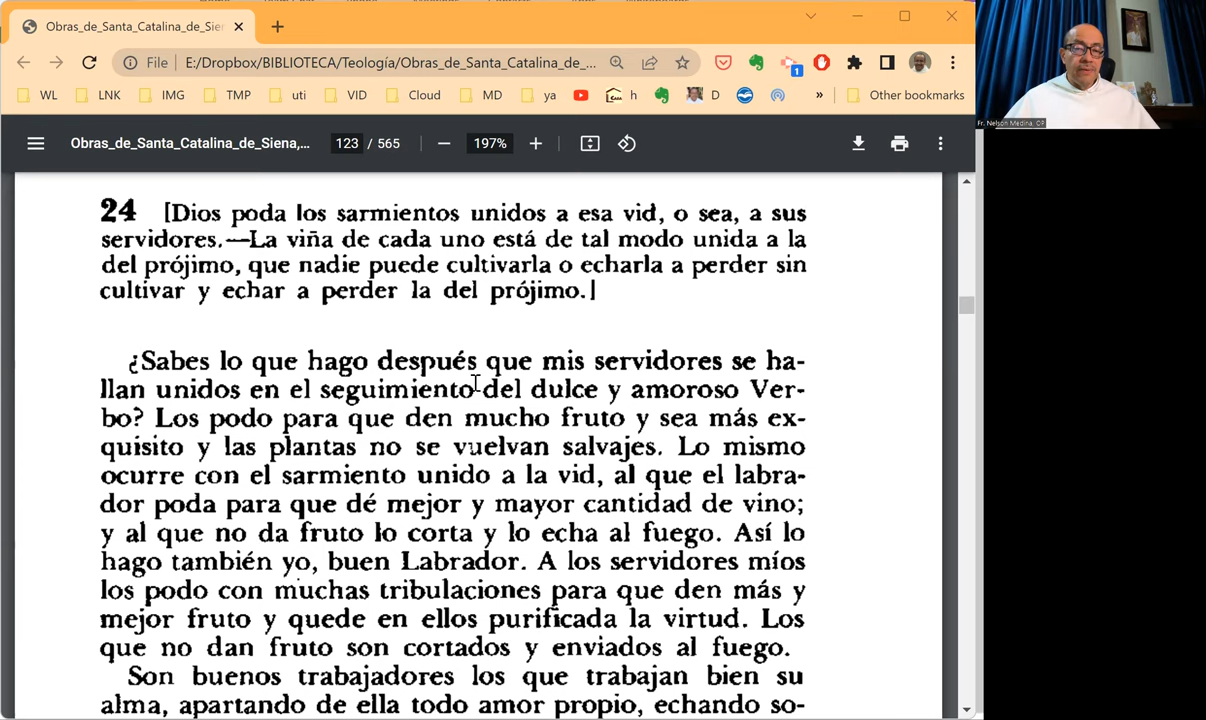 Obras_de_Santa_Catalina_de_Sie
File
E:/Dropbox/BIBLIOTECA/Teología/Obras_de_Santa_Catalina_de_...
1
WL LNK IMG TMP uti VID Cloud MD ya h D » Other bookmarks
Obras_de_Santa_Catalina_de_Siena,... 123 / 565 197%
Fr. Nelson Medina, OP
24 [Dios poda los sarmientos unidos a esa vid, o sea, a sus
servidores.—La viña de cada uno está de tal modo unida a la
del prójimo, que nadie puede cultivarla o echarla a perder sin
cultivar y echar a perder la del prójimo.]
¿Sabes lo que hago después que mis servidores se ha-
llan unidos en el seguimiento del dulce y amoroso Ver-
bo? Los podo para que den mucho fruto y sea más ex-
quisito y las plantas no se vuelvan salvajes. Lo mismo
ocurre con el sarmiento unido a la vid, al que el labra-
dor poda para que dé mejor y mayor cantidad de vino;
y al que no da fruto lo corta y lo echa al fuego. Así lo
hago también yo, buen Labrador. A los servidores míos
los podo con muchas tribulaciones para que den más y
mejor fruto y quede en ellos purificada la virtud. Los
que no dan fruto son cortados y enviados al fuego.
Son buenos trabajadores los que trabajan bien su
alma, apartando de ella todo amor propio, echando so-